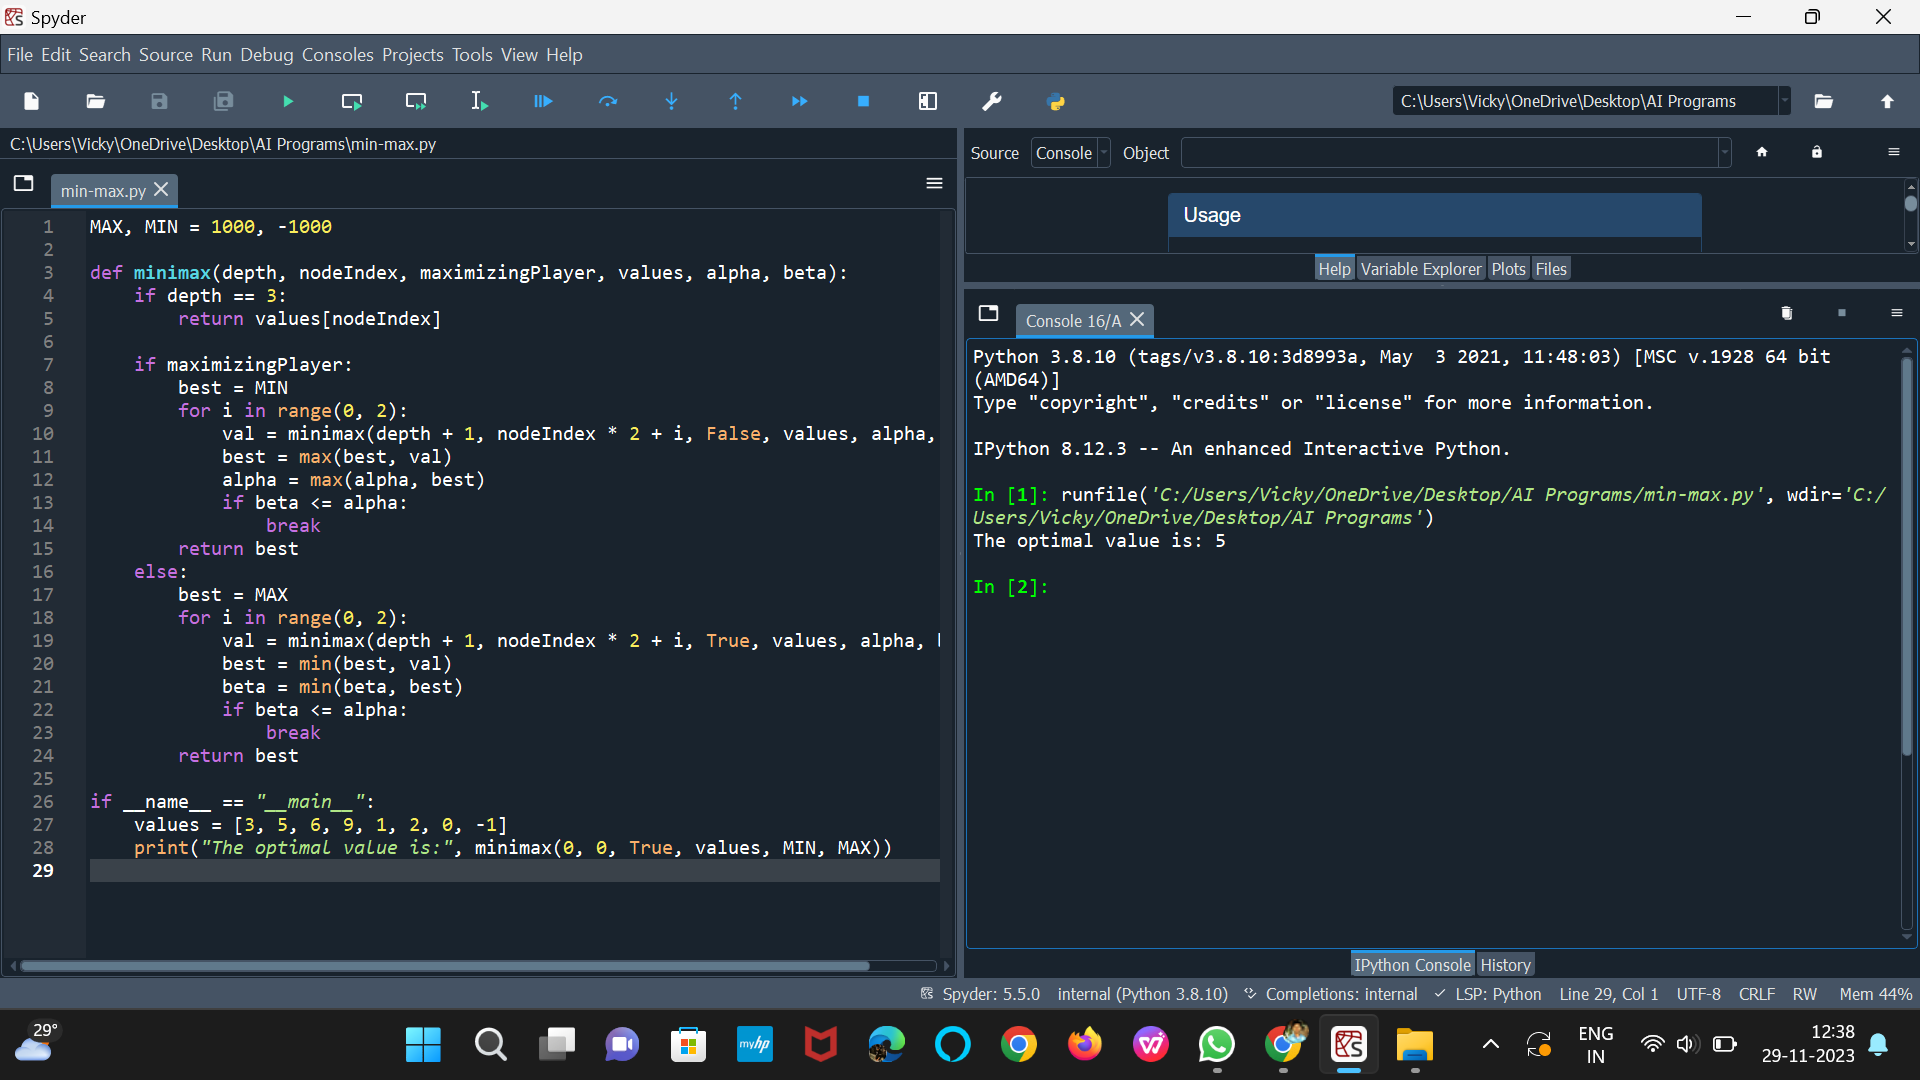 Spyder
File Edit Search Source Run Debug Consoles Projects Tools View Help
C:\Users\Vicky\OneDrive\Desktop\AI Programs
C:\Users\Vicky\OneDrive\Desktop\AI Programs\min-max.py
min-max.py
1 MAX, MIN = 1000, -1000
2
3 def minimax(depth, nodeIndex, maximizingPlayer, values, alpha, beta):
4     if depth == 3:
5         return values[nodeIndex]
6
7     if maximizingPlayer:
8         best = MIN
9         for i in range(0, 2):
10             val = minimax(depth + 1, nodeIndex * 2 + i, False, values, alpha,
11             best = max(best, val)
12             alpha = max(alpha, best)
13             if beta <= alpha:
14                 break
15         return best
16     else:
17         best = MAX
18         for i in range(0, 2):
19             val = minimax(depth + 1, nodeIndex * 2 + i, True, values, alpha,
20             best = min(best, val)
21             beta = min(beta, best)
22             if beta <= alpha:
23                 break
24         return best
25
26 if __name__ == "__main__":
27     values = [3, 5, 6, 9, 1, 2, 0, -1]
28     print("The optimal value is:", minimax(0, 0, True, values, MIN, MAX))
29
Source Console Object
Usage
Help Variable Explorer Plots Files
Console 16/A
Python 3.8.10 (tags/v3.8.10:3d8993a, May  3 2021, 11:48:03) [MSC v.1928 64 bit
(AMD64)]
Type "copyright", "credits" or "license" for more information.
IPython 8.12.3 -- An enhanced Interactive Python.
In [1]: runfile('C:/Users/Vicky/OneDrive/Desktop/AI Programs/min-max.py', wdir='C:/
Users/Vicky/OneDrive/Desktop/AI Programs')
The optimal value is: 5
In [2]:
IPython Console History
Spyder: 5.5.0 internal (Python 3.8.10) Completions: internal LSP: Python Line 29, Col 1 UTF-8 CRLF RW Mem 44%
29°
myhp
ENG
IN
12:38
29-11-2023